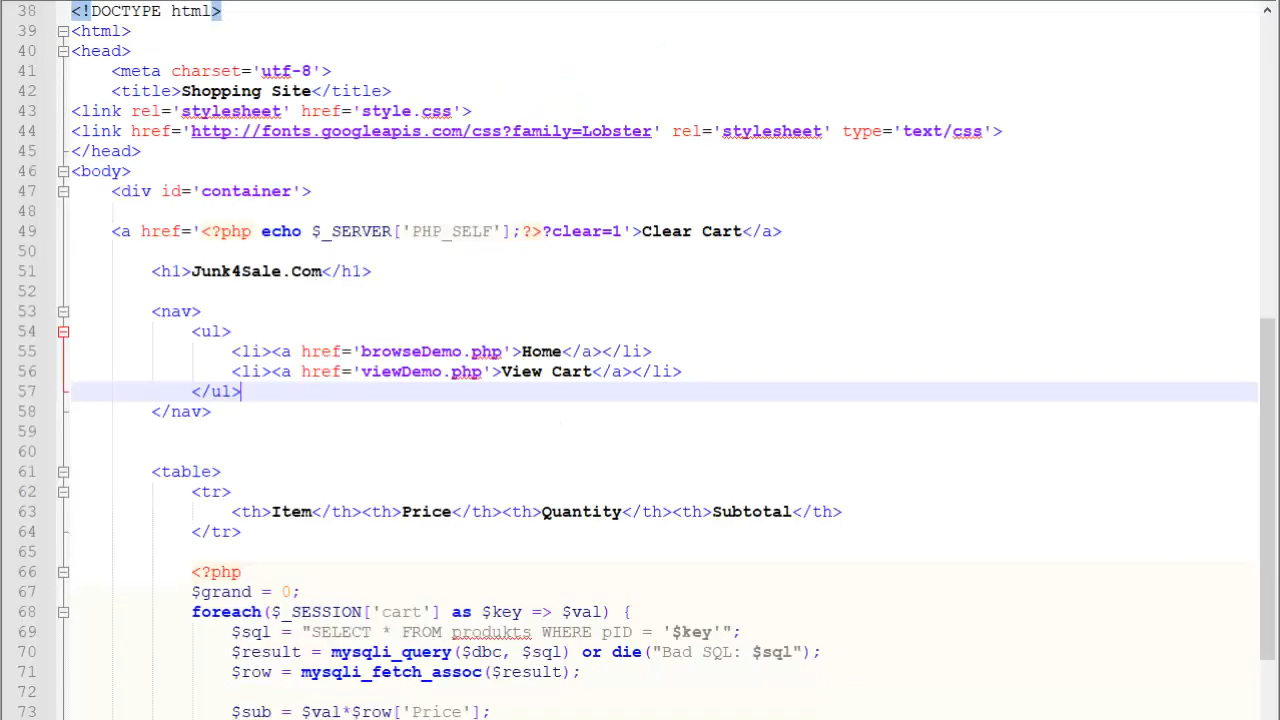 38 <!DOCTYPE html>
39 <html>
40 <head>
41 <meta charset='utf-8'>
42 <title>Shopping Site</title>
43 <link rel='stylesheet' href='style.css'>
44 <link href='http://fonts.googleapis.com/css?family=Lobster' rel='stylesheet' type='text/css'>
45 </head>
46 <body>
47 <div id='container'>
48
49 <a href='<?php echo $_SERVER['PHP_SELF'];?>?clear=1'>Clear Cart</a>
50
51 <h1>Junk4Sale.Com</h1>
52
53 <nav>
54 <ul>
55 <li><a href='browseDemo.php'>Home</a></li>
56 <li><a href='viewDemo.php'>View Cart</a></li>
57 </ul>
58 </nav>
59
60
61 <table>
62 <tr>
63 <th>Item</th><th>Price</th><th>Quantity</th><th>Subtotal</th>
64 </tr>
65
66 <?php
67 $grand = 0;
68 foreach($_SESSION['cart'] as $key => $val) {
69 $sql = "SELECT * FROM produkts WHERE pID = '$key'";
70 $result = mysqli_query($dbc, $sql) or die("Bad SQL: $sql");
71 $row = mysqli_fetch_assoc($result);
72
73 $sub = $val*$row['Price'];